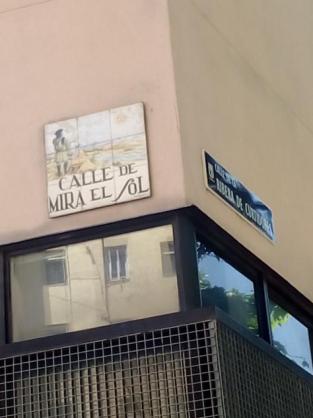 CALLE DE
MIRA EL SOL
RIBERA DE CURTIDORES